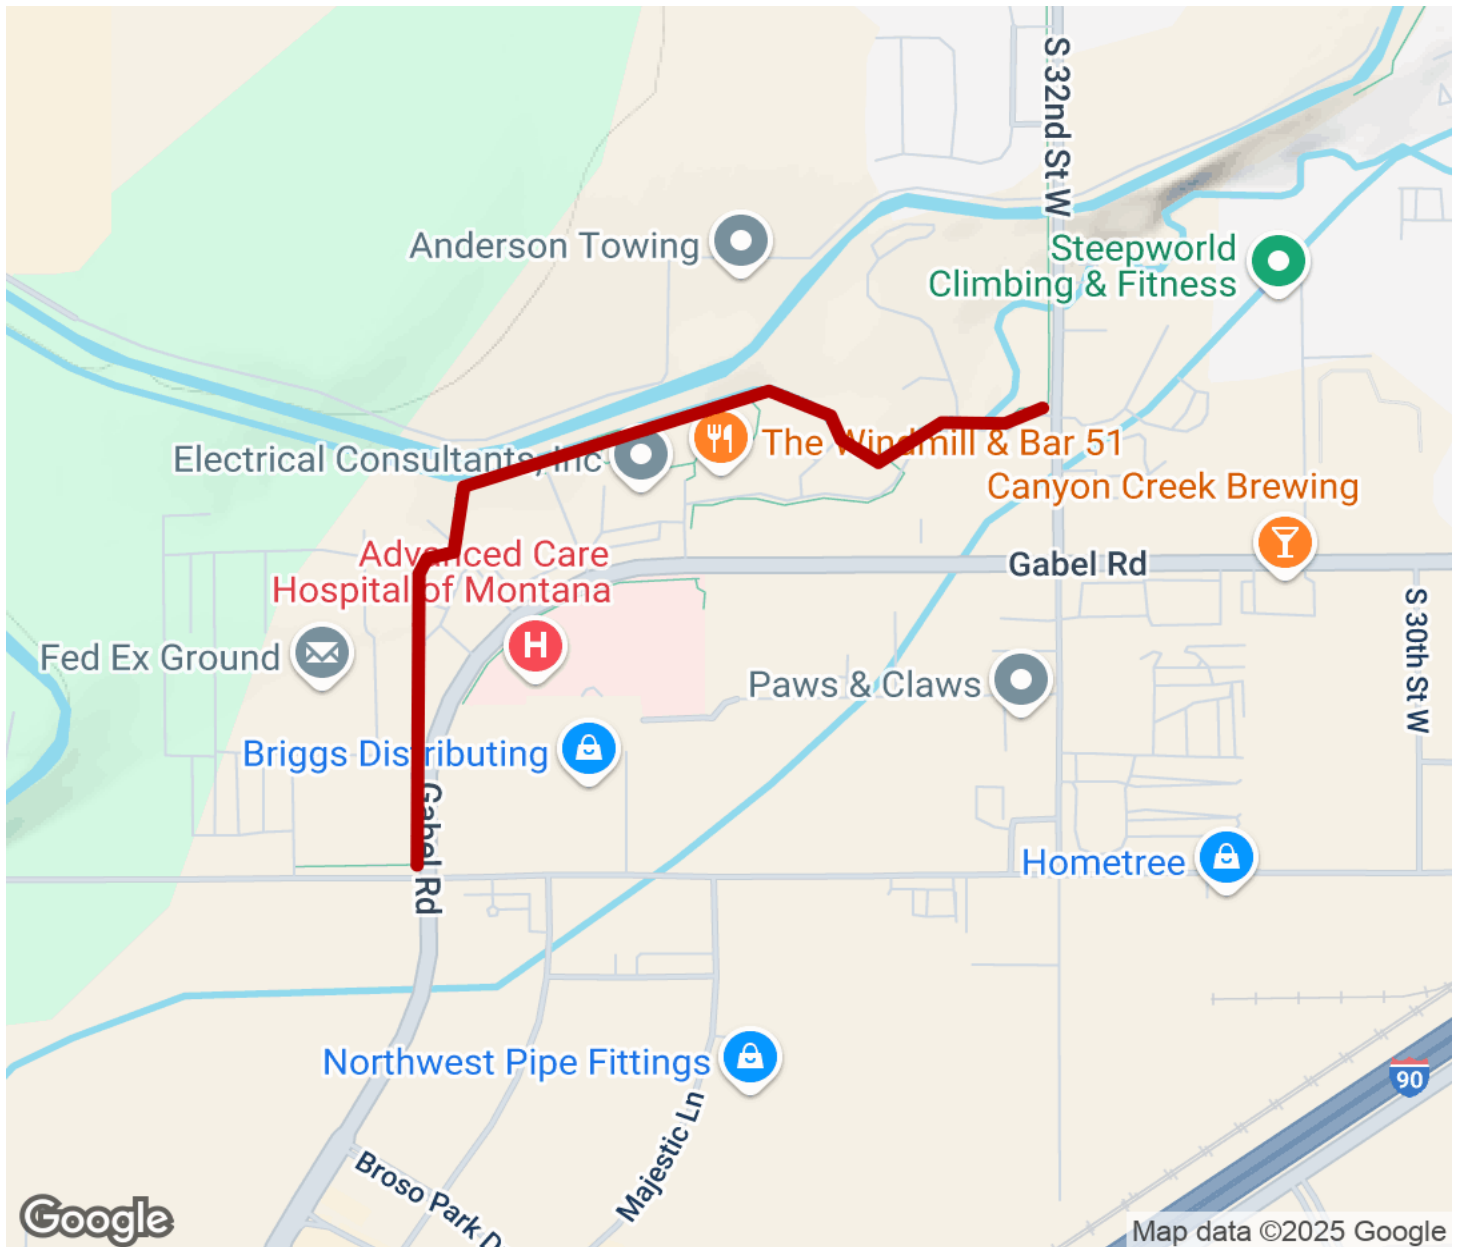 S 32nd St W
Anderson Towing
Steepworld
Climbing & Fitness
Electrical Consultants, Inc
The Windmill & Bar 51
Canyon Creek Brewing
Advanced Care
Hospital of Montana
Gabel Rd
S 30th St W
Fed Ex Ground
Paws & Claws
Briggs Distributing
Gabel Rd
Hometree
Northwest Pipe Fittings
90
Majestic Ln
Broso Park D
Google
Map data ©2025 Google